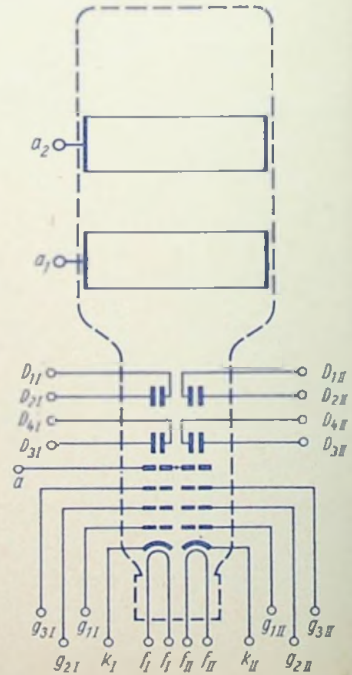 a2
a1
D1I D1II
D2I D2II
D4I D4II
D3I D3II
a
g3I g1I g1II g3II
g2I kI fI fI fII fII kII g2II